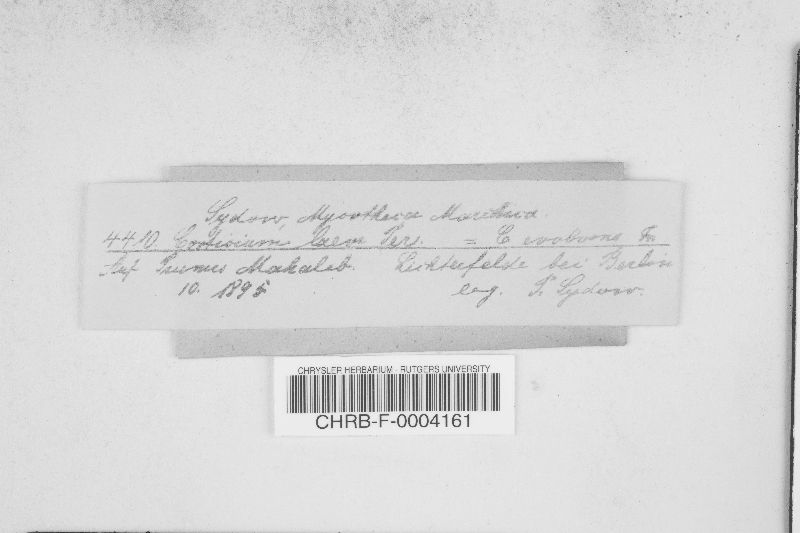 Sydow, Mycotheca Marchica.
4410. Corticium laeve Pers. = C. evolvens Fr.
Auf Prunus Mahaleb. Lichterfelde bei Berlin
10. 1895 leg. P. Sydow.
CHRYSLER HERBARIUM - RUTGERS UNIVERSITY
CHRB-F-0004161